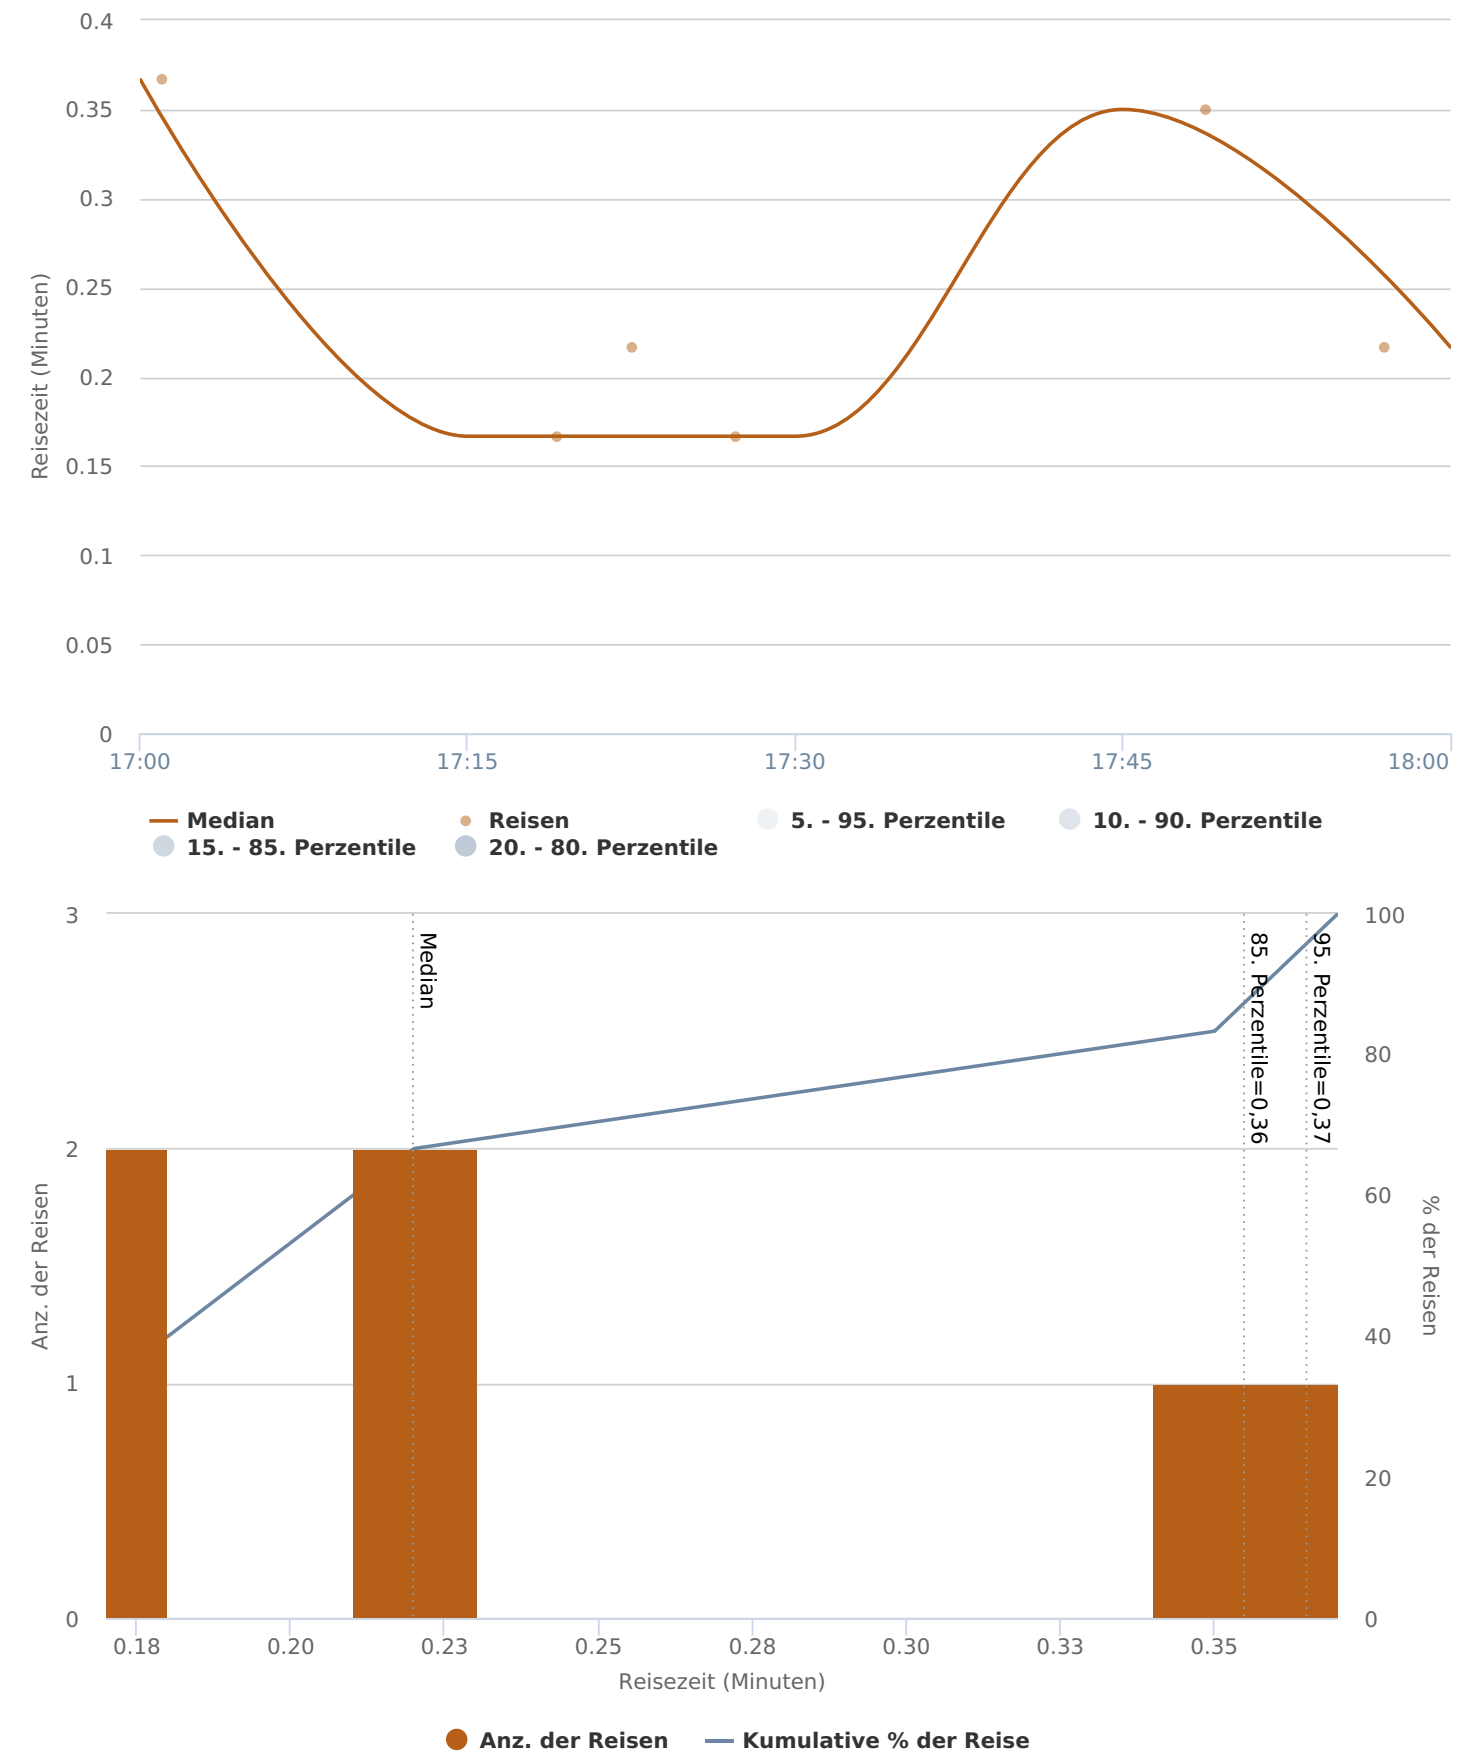 0.4
0.35
0.3
0.25
0.2
0.15
0.1
0.05
0
Reisezeit (Minuten)
17:00 17:15 17:30 17:45 18:00
Median Reisen 5. - 95. Perzentile 10. - 90. Perzentile
15. - 85. Perzentile 20. - 80. Perzentile
3
2
1
0
Anz. der Reisen
Median
85. Perzentile=0,36
95. Perzentile=0,37
100
80
60
40
20
0
% der Reisen
0.18 0.20 0.23 0.25 0.28 0.30 0.33 0.35
Reisezeit (Minuten)
Anz. der Reisen Kumulative % der Reise